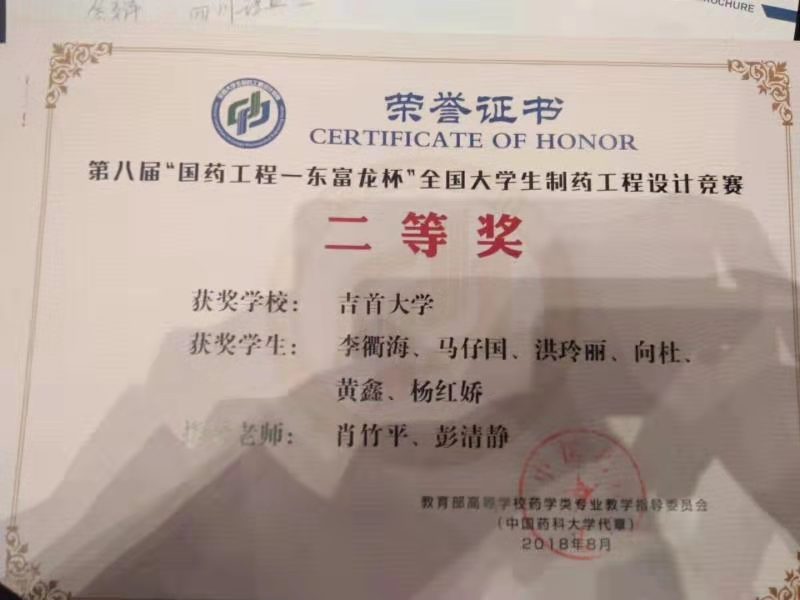 BROCHURE
四川
荣誉证书
CERTIFICATE OF HONOR
第八届“国药工程—东富龙杯”全国大学生制药工程设计竞赛
二等奖
获奖学校： 吉首大学
获奖学生： 李衢海、马仔国、洪玲丽、向杜、
黄鑫、杨红娇
指导老师： 肖竹平、彭清静
教育部高等学校药学类专业教学指导委员会
（中国药科大学代章）
2018年8月